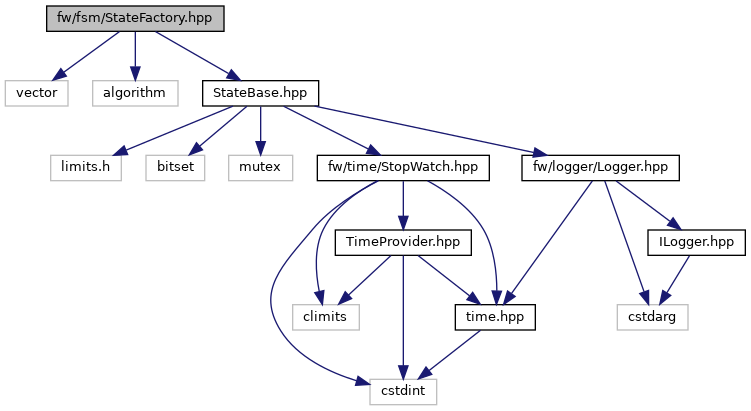 fw/fsm/StateFactory.hpp
vector
algorithm
StateBase.hpp
limits.h
bitset
mutex
fw/time/StopWatch.hpp
fw/logger/Logger.hpp
TimeProvider.hpp
ILogger.hpp
climits
time.hpp
cstdarg
cstdint